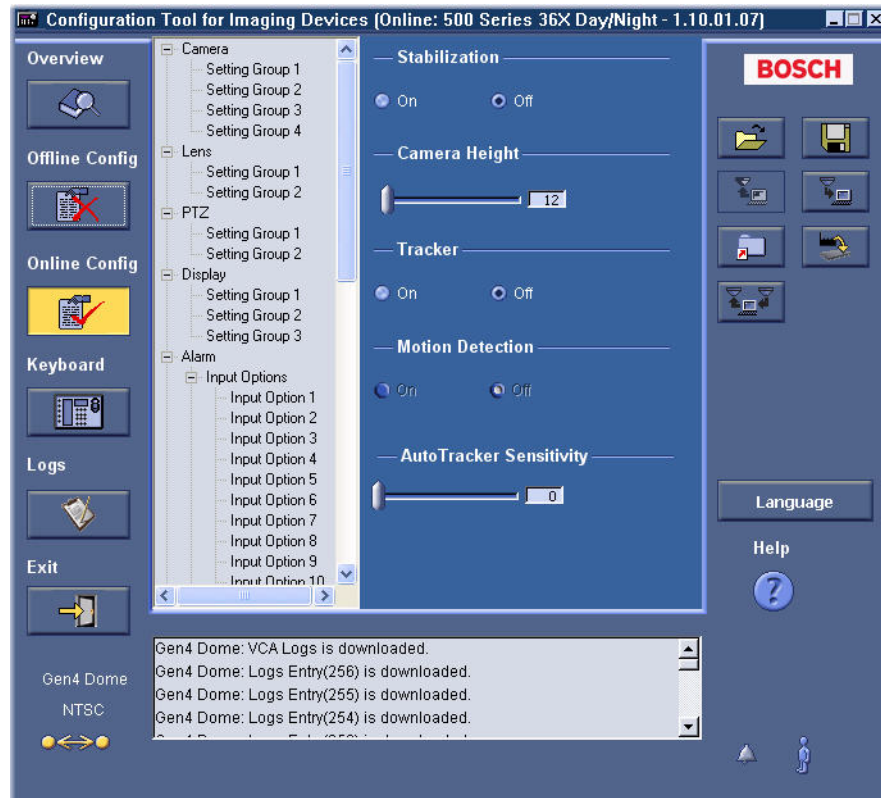 Configuration Tool for Imaging Devices (Online: 500 Series 36X Day/Night - 1.10.01.07)
Overview
Offline Config
Online Config
Keyboard
Logs
Exit
Gen4 Dome
NTSC
Camera
Setting Group 1
Setting Group 2
Setting Group 3
Setting Group 4
Lens
Setting Group 1
Setting Group 2
PTZ
Setting Group 1
Setting Group 2
Display
Setting Group 1
Setting Group 2
Setting Group 3
Alarm
Input Options
Input Option 1
Input Option 2
Input Option 3
Input Option 4
Input Option 5
Input Option 6
Input Option 7
Input Option 8
Input Option 9
Input Option 10
Stabilization
On Off
Camera Height
12
Tracker
On Off
Motion Detection
On Off
AutoTracker Sensitivity
0
BOSCH
Language
Help
?
Gen4 Dome: VCA Logs is downloaded.
Gen4 Dome: Logs Entry(256) is downloaded.
Gen4 Dome: Logs Entry(255) is downloaded.
Gen4 Dome: Logs Entry(254) is downloaded.